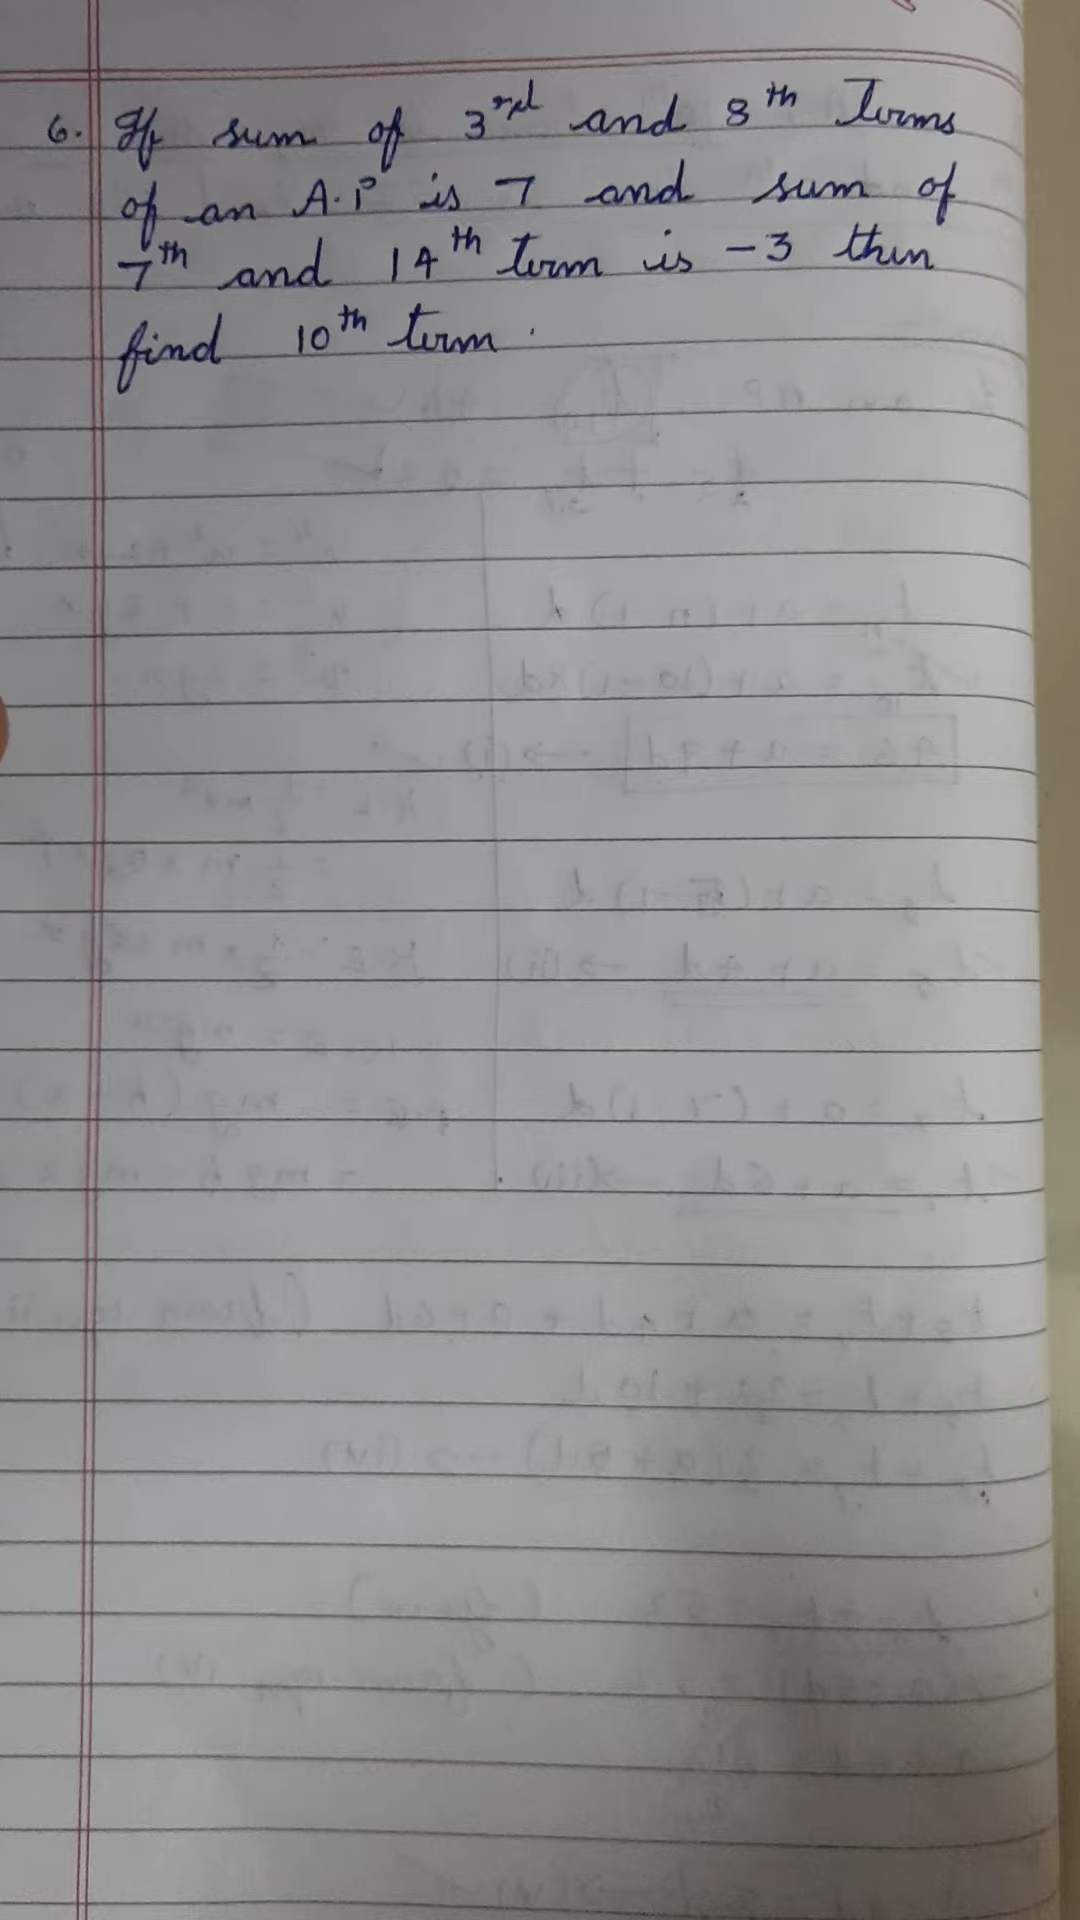 6. If sum of 3rd and 8th Terms
of an A.P is 7 and sum of
7th and 14th term is -3 then
find 10th term.